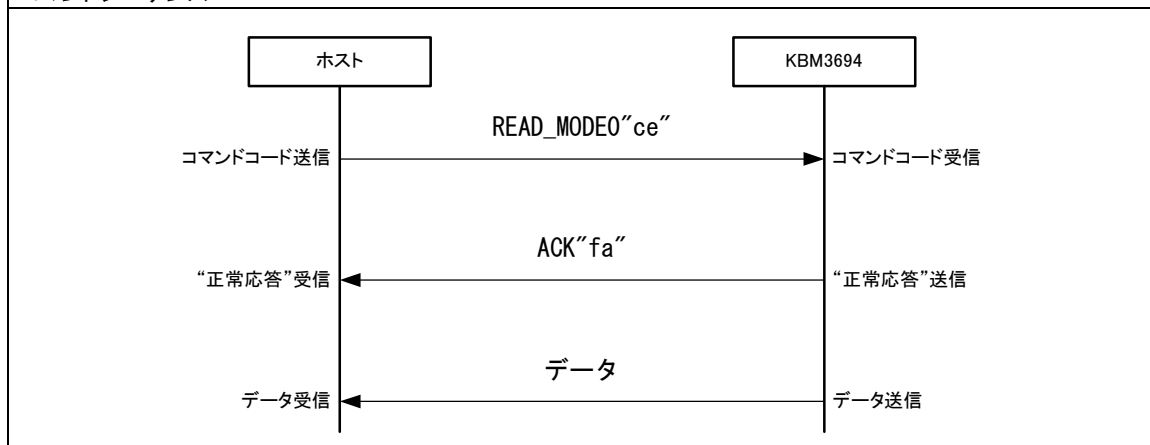 ホスト
KBM3694
READ_MODE0"ce"
コマンドコード送信
コマンドコード受信
ACK"fa"
“正常応答”受信
“正常応答”送信
データ
データ受信
データ送信